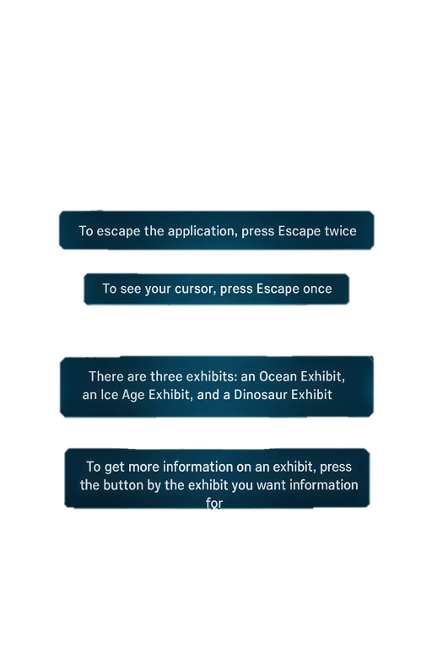 To escape the application, press Escape twice
To see your cursor, press Escape once
There are three exhibits: an Ocean Exhibit,
an Ice Age Exhibit, and a Dinosaur Exhibit
To get more information on an exhibit, press
the button by the exhibit you want information
for